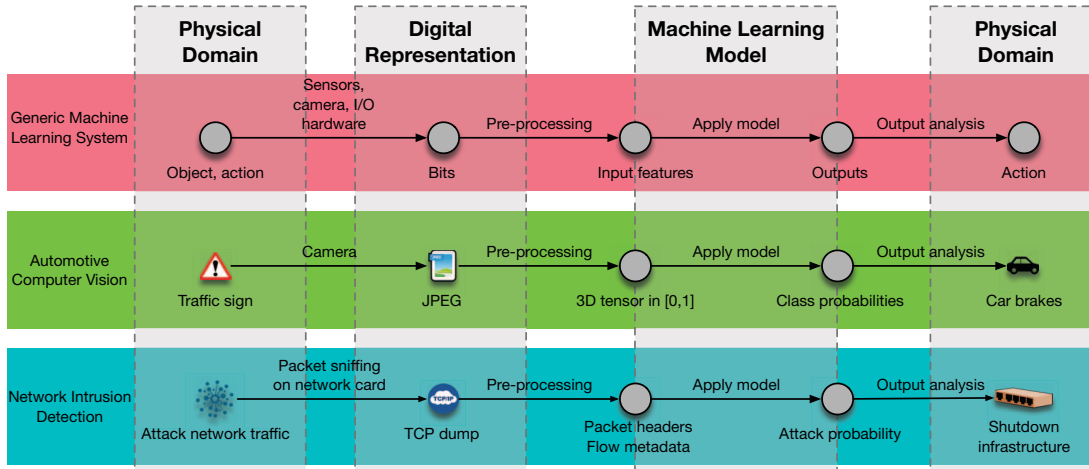 Physical
Domain
Digital
Representation
Machine Learning
Model
Physical
Domain
Generic Machine
Learning System
Sensors,
camera, I/O
hardware
Pre-processing
Apply model
Output analysis
Object, action
Bits
Input features
Outputs
Action
Automotive
Computer Vision
Camera
Pre-processing
Apply model
Output analysis
Traffic sign
JPEG
3D tensor in [0,1]
Class probabilities
Car brakes
Network Intrusion
Detection
Packet sniffing
on network card
Pre-processing
Apply model
Output analysis
TCP/IP
Attack network traffic
TCP dump
Packet headers
Flow metadata
Attack probability
Shutdown
infrastructure